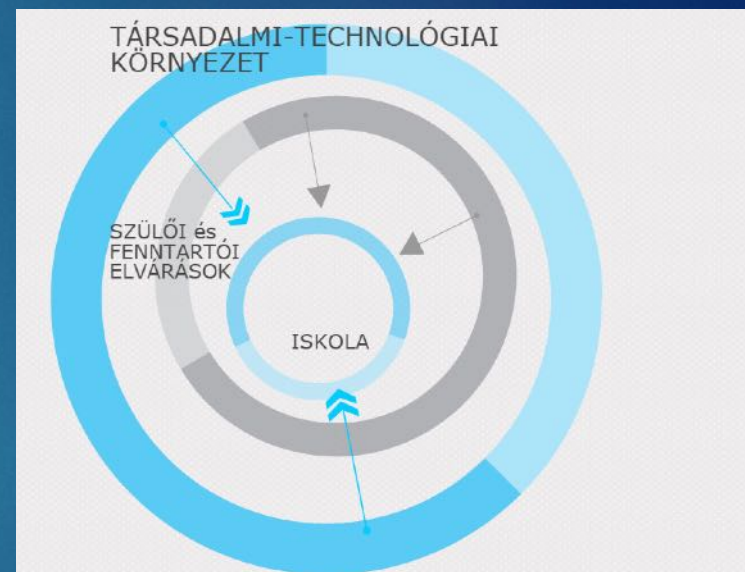 TÁRSADALMI-TECHNOLÓGIAI
KÖRNYEZET
SZÜLŐI és
FENNTARTÓI
ELVÁRÁSOK
ISKOLA